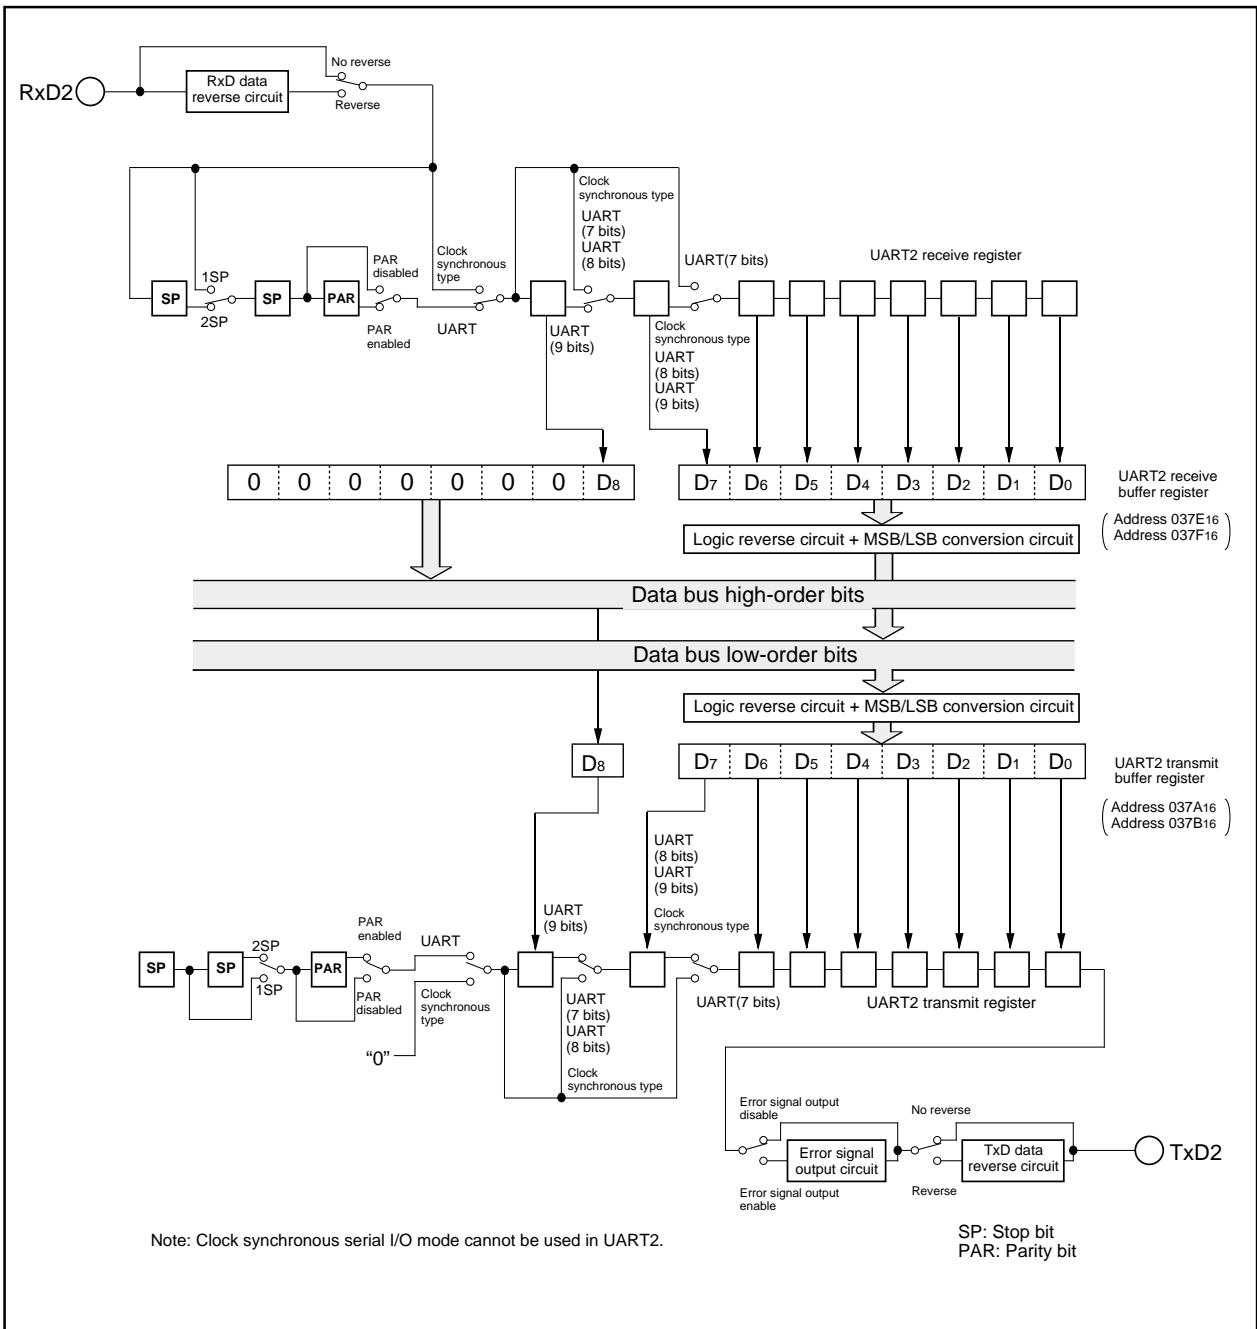 No reverse
RxD2
RxD data
reverse circuit
Reverse
Clock
synchronous type
UART
(7 bits)
UART
(8 bits)
1SP
PAR
disabled
Clock
synchronous
type
UART(7 bits)
UART2 receive register
SP
SP
PAR
2SP
PAR
enabled
UART
UART
(9 bits)
Clock
synchronous type
UART
(8 bits)
UART
(9 bits)
0 0 0 0 0 0 0 D8
D7 D6 D5 D4 D3 D2 D1 D0
UART2 receive
buffer register
Address 037E16
Address 037F16
Logic reverse circuit + MSB/LSB conversion circuit
Data bus high-order bits
Data bus low-order bits
Logic reverse circuit + MSB/LSB conversion circuit
D8
D7 D6 D5 D4 D3 D2 D1 D0
UART2 transmit
buffer register
Address 037A16
Address 037B16
UART
(8 bits)
UART
(9 bits)
Clock
synchronous type
UART
(9 bits)
PAR
enabled
UART
2SP
SP
SP
PAR
1SP
PAR
disabled
Clock
synchronous
type
"0"
UART
(7 bits)
UART
(8 bits)
Clock
synchronous type
UART(7 bits)
UART2 transmit register
Error signal output
disable
No reverse
Error signal
output circuit
TxD data
reverse circuit
TxD2
Error signal output
enable
Reverse
Note: Clock synchronous serial I/O mode cannot be used in UART2.
SP: Stop bit
PAR: Parity bit